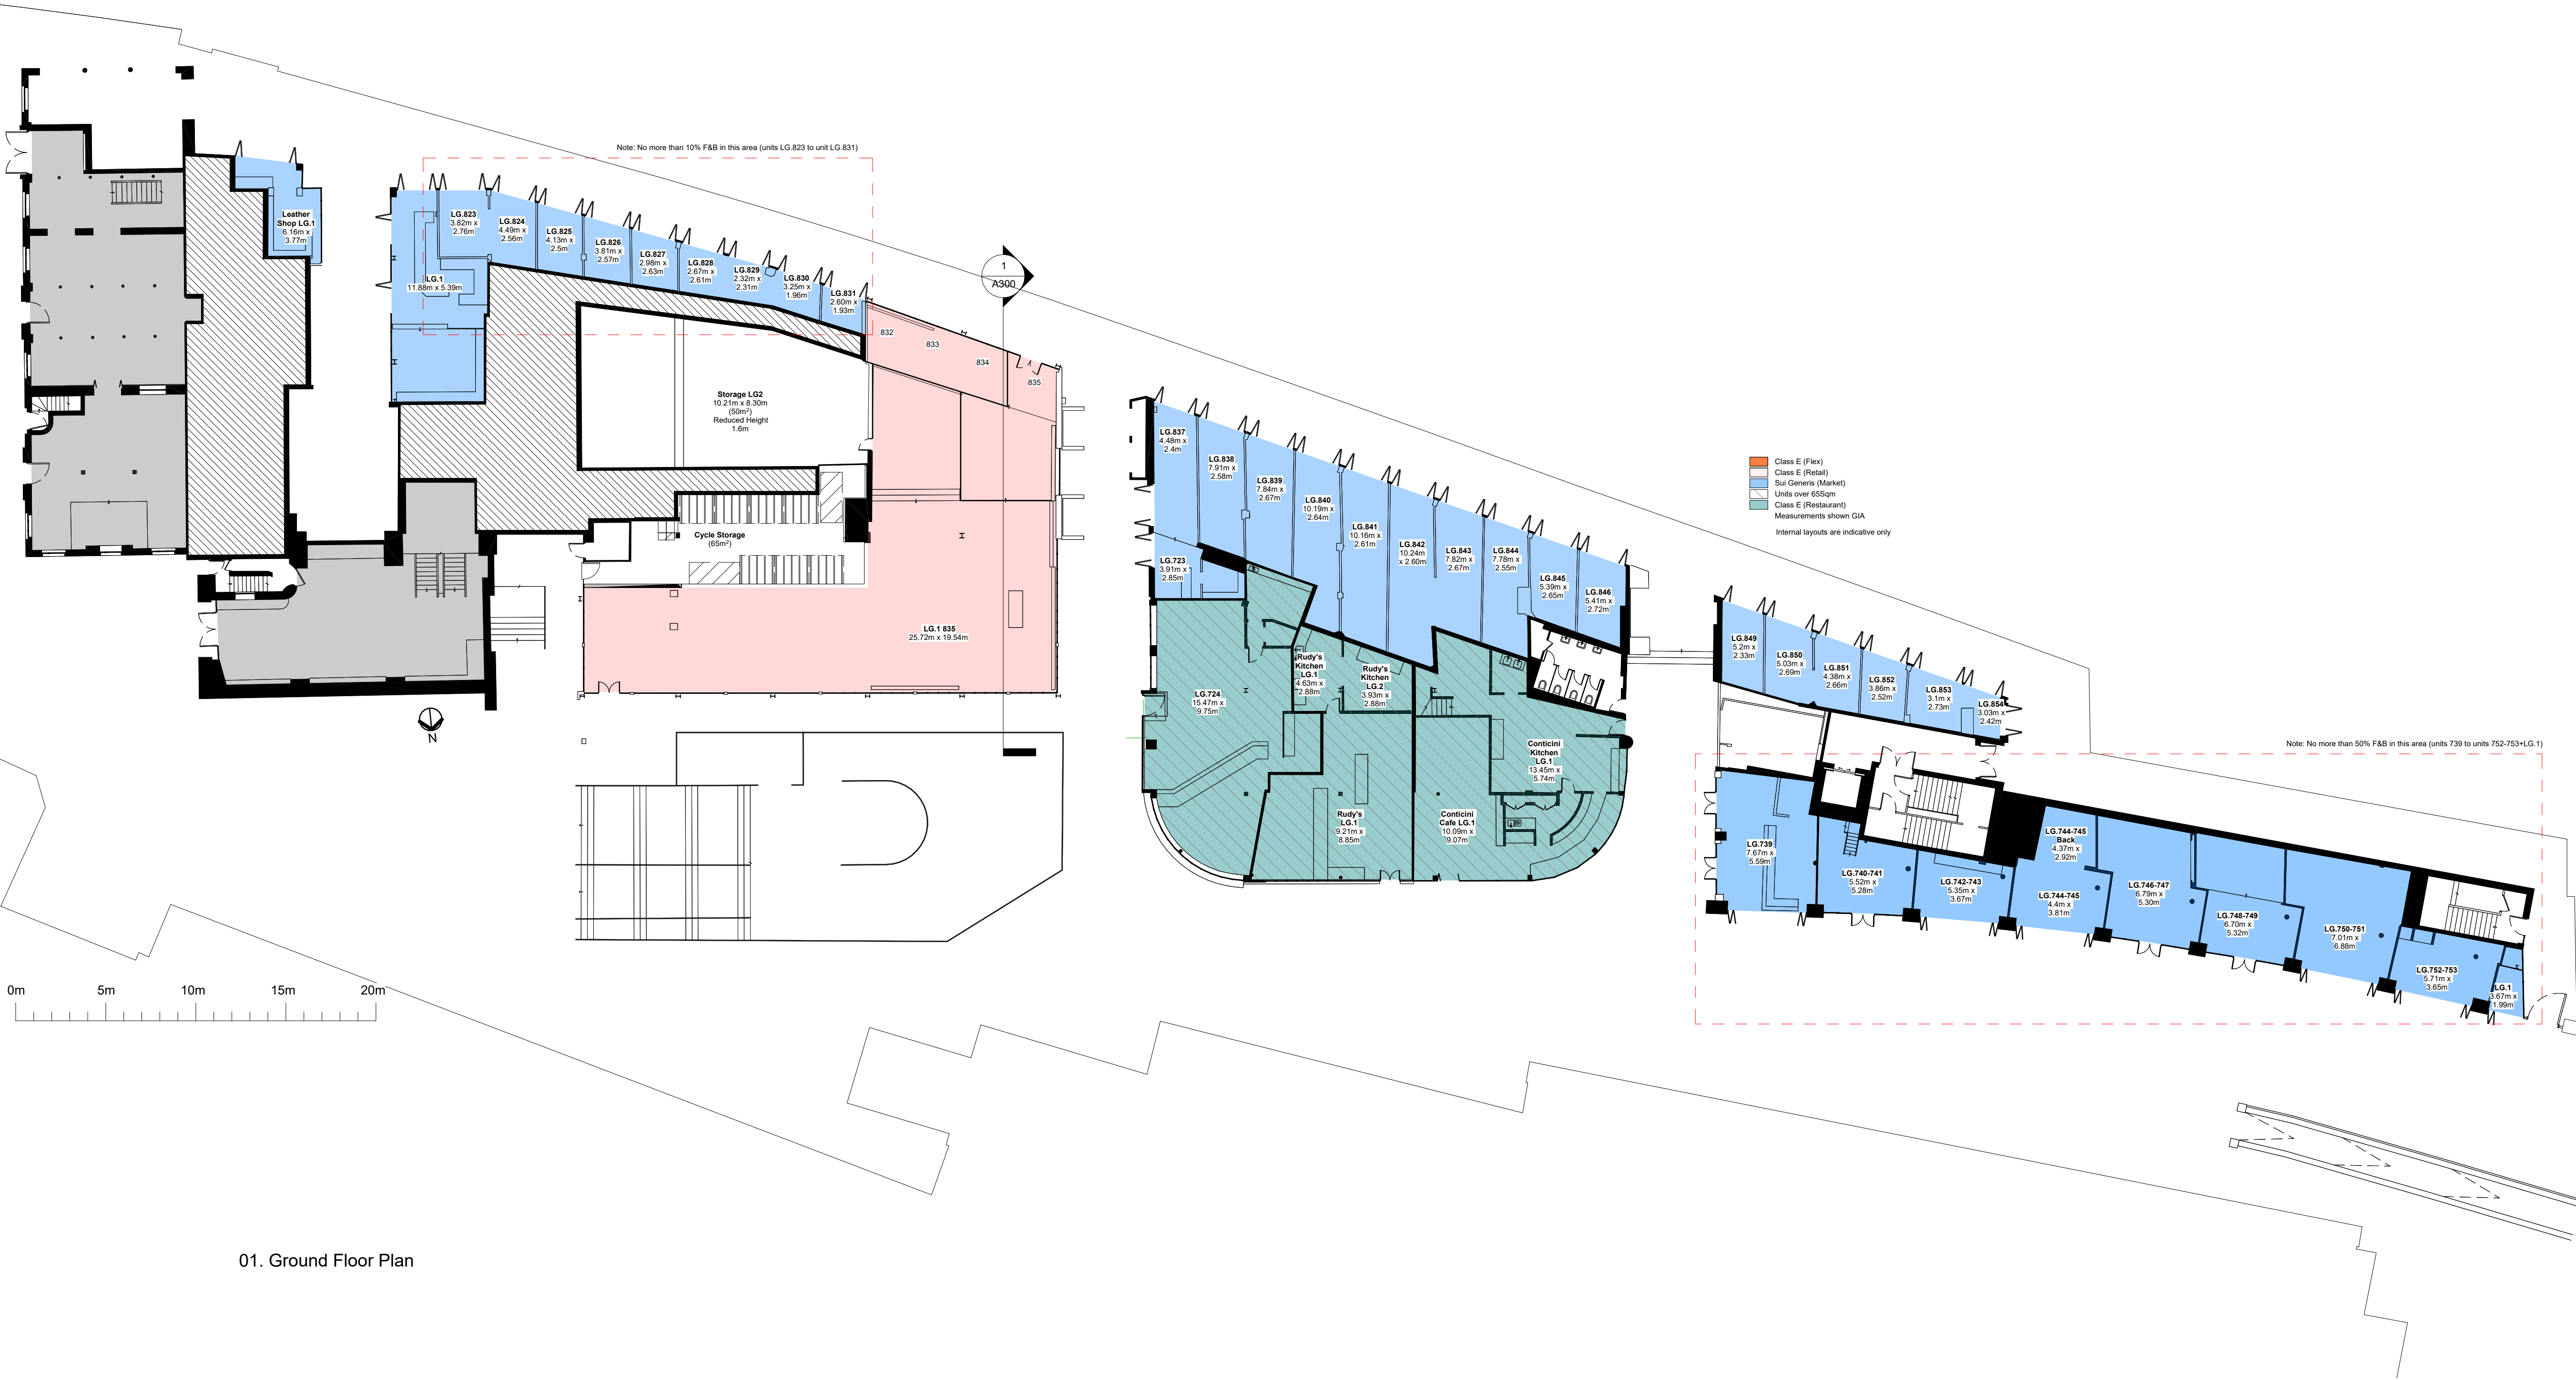 Note: No more than 10% F&B in this area (units LG.823 to unit LG.831)
Leather
Shop LG.1
6.16m x
3.77m
LG.823
3.82m x
2.76m
LG.824
4.49m x
2.56m
LG.825
4.13m x
2.5m
LG.826
3.81m x
2.57m
LG.827
2.98m x
2.63m
LG.828
2.67m x
2.61m
LG.829
2.32m x
2.31m
LG.830
3.25m x
1.96m
LG.831
2.60m x
1.93m
LG.1
11.88m x 5.39m
1
A300
832
833
834
835
Storage LG2
10.21m x 8.30m
(50m²)
Reduced Height
1.6m
Cycle Storage
(65m²)
LG.1 835
25.72m x 19.54m
N
LG.837
4.48m x
2.4m
LG.838
7.91m x
2.58m
LG.839
7.84m x
2.67m
LG.840
10.19m x
2.64m
LG.841
10.16m x
2.61m
LG.842
10.24m
x 2.60m
LG.843
7.82m x
2.67m
LG.844
7.78m x
2.55m
LG.845
5.39m x
2.65m
LG.846
5.41m x
2.72m
LG.723
3.91m x
2.85m
LG.724
15.47m x
9.75m
Rudy's
Kitchen
LG.1
4.63m x
2.88m
Rudy's
Kitchen
LG.2
3.93m x
2.88m
Rudy's
LG.1
9.21m x
8.85m
Conticini
Kitchen
LG.1
13.45m x
5.74m
Conticini
Cafe LG.1
10.09m x
9.07m
Class E (Flex)
Class E (Retail)
Sui Generis (Market)
Units over 65Sqm
Class E (Restaurant)
Measurements shown GIA
Internal layouts are indicative only
LG.849
5.2m x
2.33m
LG.850
5.03m x
2.69m
LG.851
4.38m x
2.66m
LG.852
3.86m x
2.52m
LG.853
3.1m x
2.73m
LG.854
3.03m x
2.42m
Note: No more than 50% F&B in this area (units 739 to units 752-753+LG.1)
LG.739
7.67m x
5.59m
LG.740-741
5.52m x
5.28m
LG.742-743
5.35m x
3.67m
LG.744-745
Back
4.37m x
2.92m
LG.744-745
4.4m x
3.81m
LG.746-747
6.79m x
5.30m
LG.748-749
6.70m x
5.32m
LG.750-751
7.01m x
6.88m
LG.752-753
5.71m x
3.65m
LG.1
3.67m x
1.99m
0m 5m 10m 15m 20m
01. Ground Floor Plan